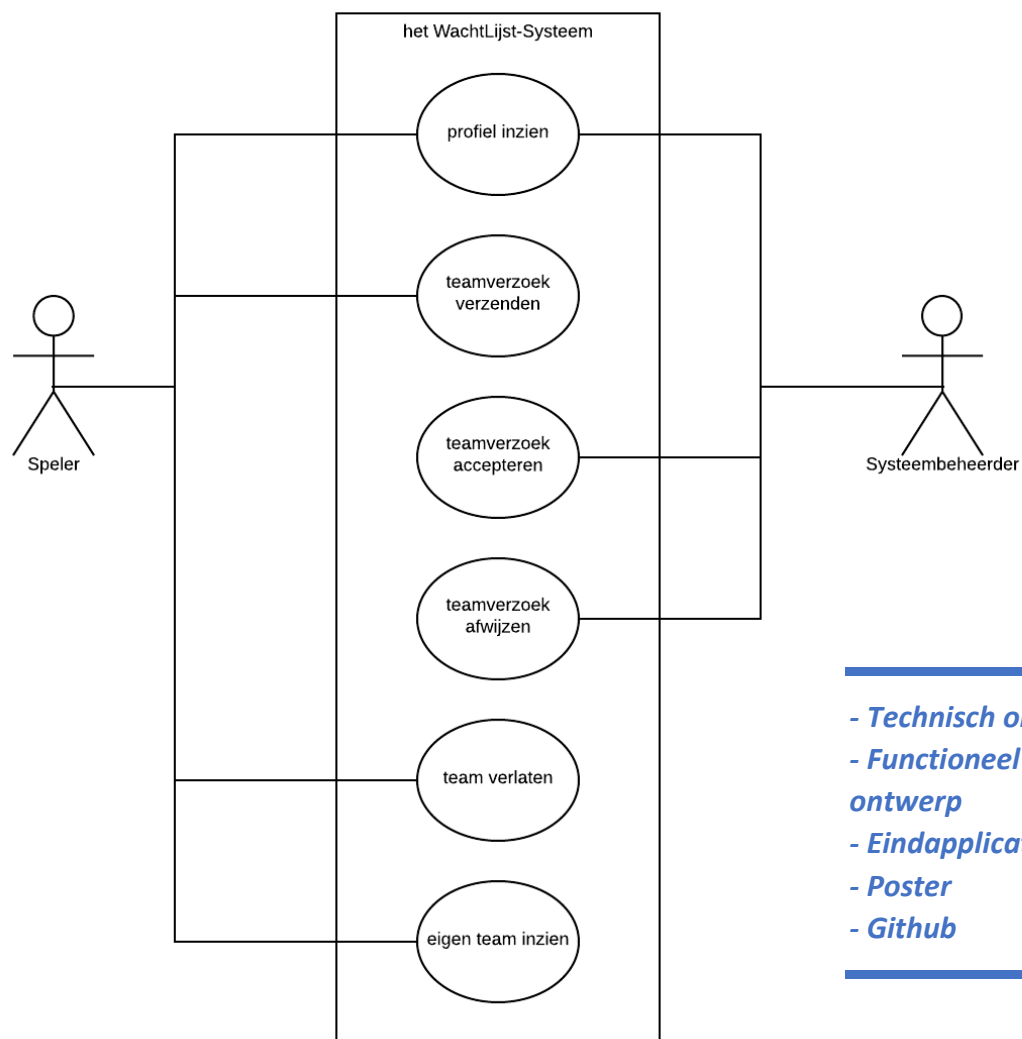 het WachtLijst-Systeem
profiel inzien
teamverzoek
verzenden
teamverzoek
accepteren
teamverzoek
afwijzen
team verlaten
eigen team inzien
Speler
Systeembeheerder
- Technisch
- Functioneel
ontwerp
- Eindapplicat
- Poster
- Github